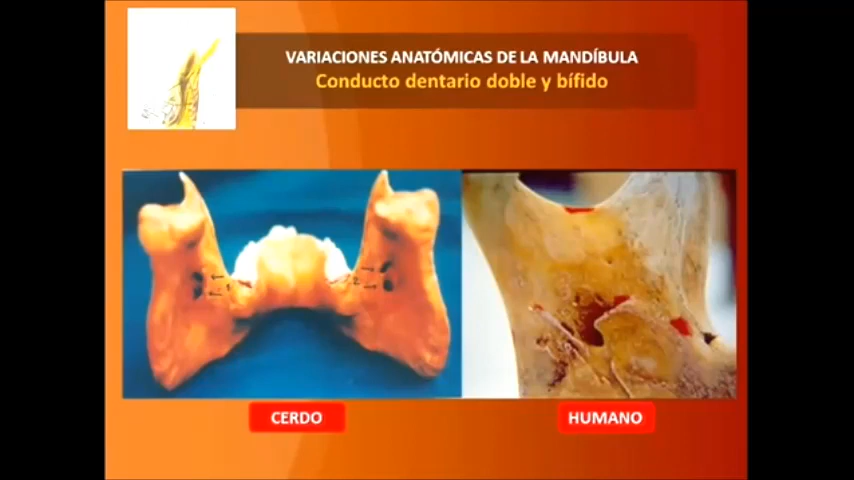 VARIACIONES ANATÓMICAS DE LA MANDÍBULA
Conducto dentario doble y bífido
CERDO
HUMANO